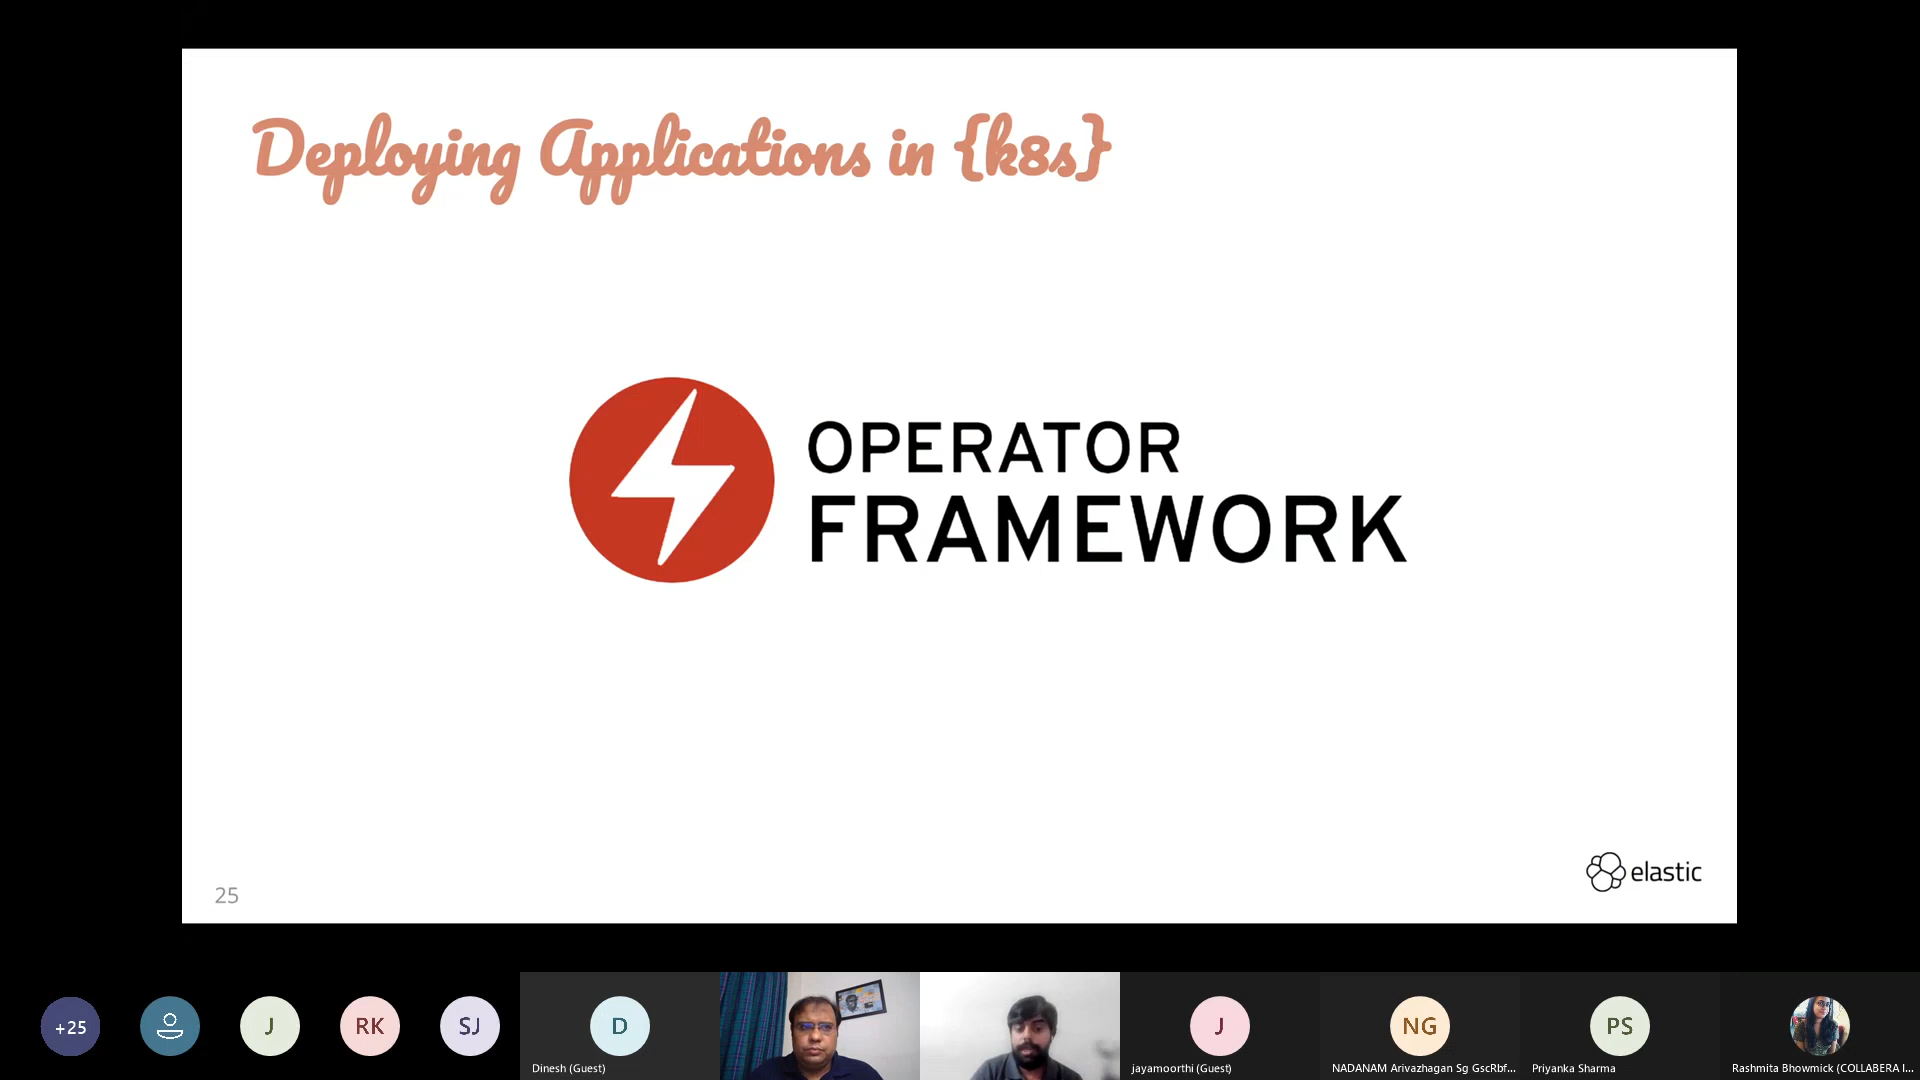 Deploying Applications in {k8s}
OPERATOR
FRAMEWORK
elastic
25
+25
J
RK
SJ
D
Dinesh (Guest)
J
jayamoorthi (Guest)
NG
NADANAM Arivazhagan Sg GscRbf...
PS
Priyanka Sharma
Rashmita Bhowmick (COLLABERA I...